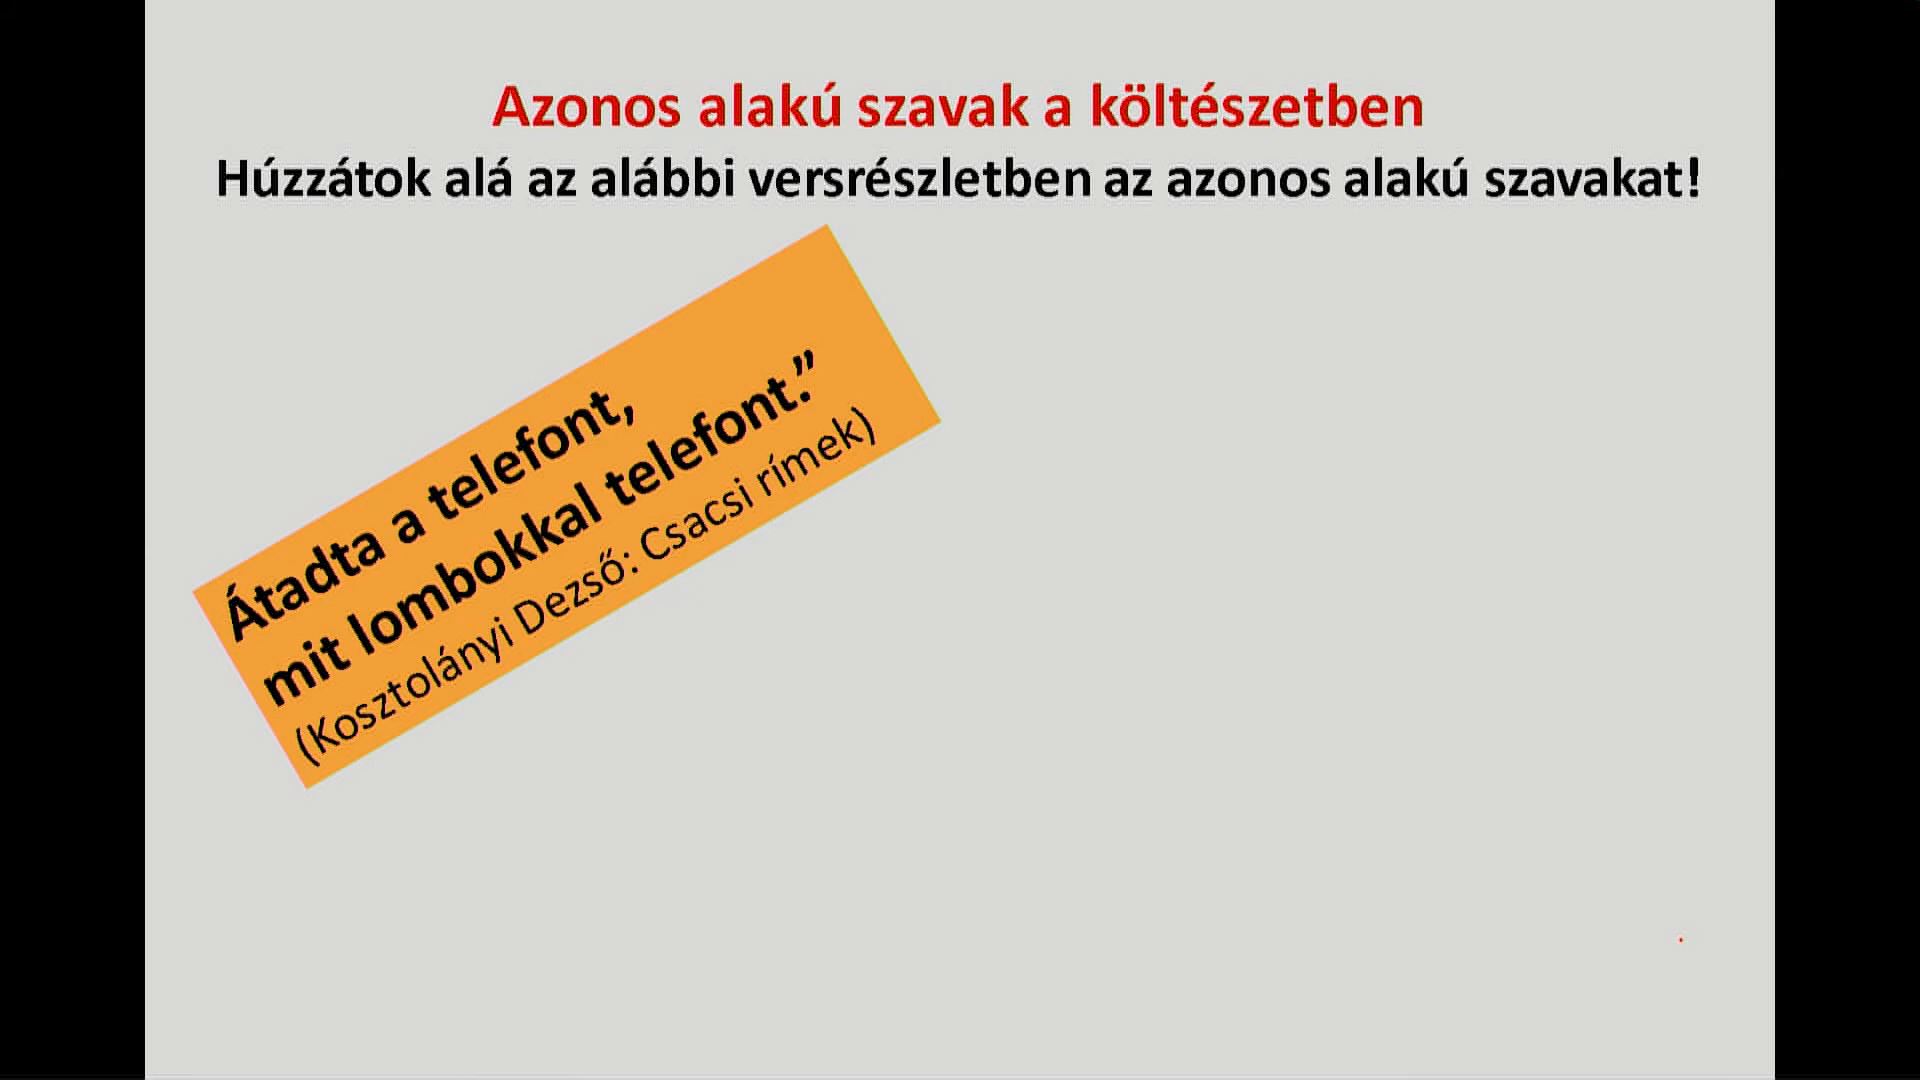 Azonos alakú szavak a költészetben
Húzzátok alá az alábbi versrészletben az azonos alakú szavakat!
Átadta a telefont,
mit lombokkal telefont.”
(Kosztolányi Dezső: Csacsi rímek)